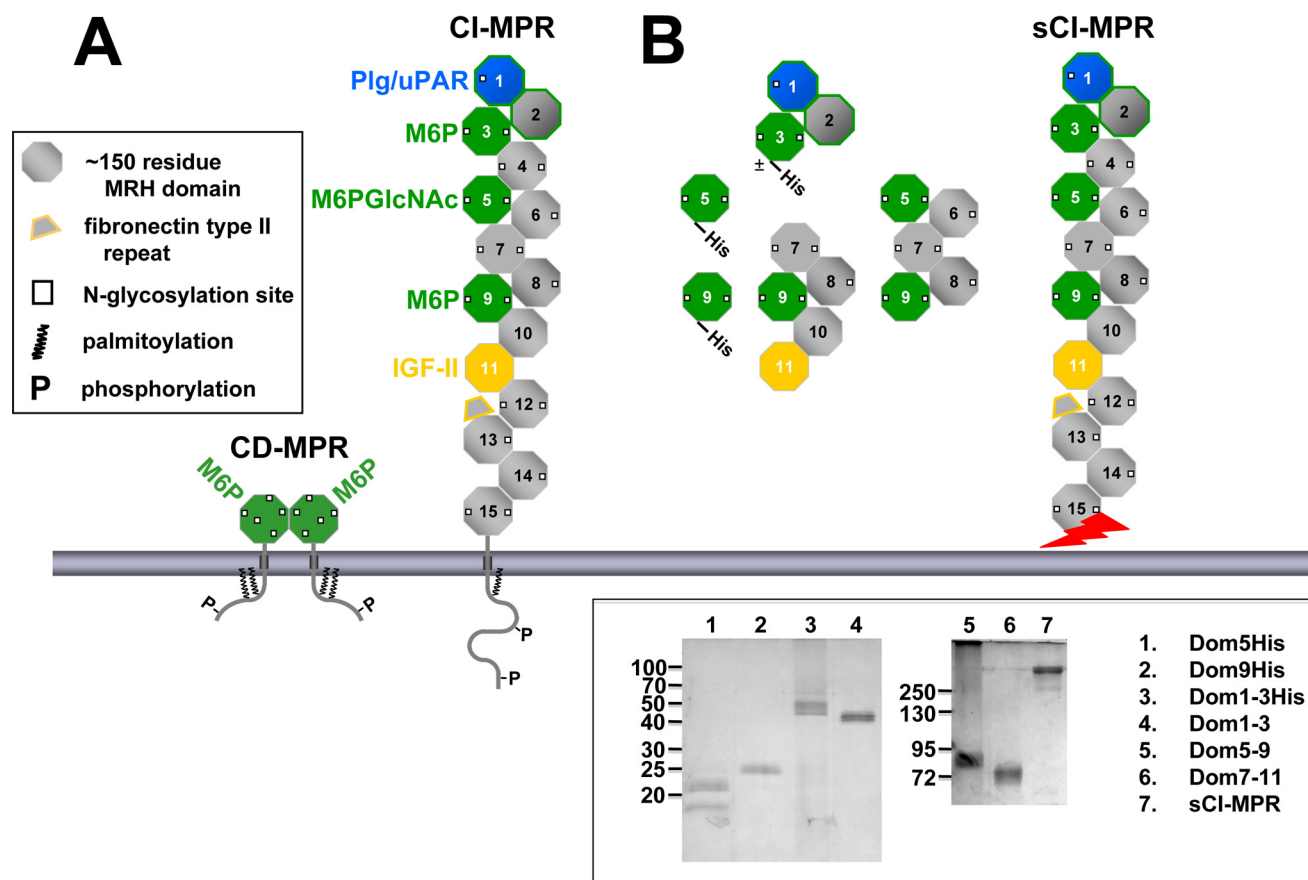 A
CI-MPR
Plg/uPAR
1
2
M6P
3
4
M6PGlcNAc
5
6
7
8
M6P
9
10
IGF-II
11
12
13
14
15
~150 residue
MRH domain
fibronectin type II
repeat
N-glycosylation site
palmitoylation
P phosphorylation
CD-MPR
M6P
M6P
P
P
P
P
B
1
2
3
±
His
5
His
9
His
7
8
9
10
11
5
6
7
8
9
sCI-MPR
1
2
3
4
5
6
7
8
9
10
11
12
13
14
15
1 2 3 4
100
70
50
40
30
25
20
5 6 7
250
130
95
72
1. Dom5His
2. Dom9His
3. Dom1-3His
4. Dom1-3
5. Dom5-9
6. Dom7-11
7. sCI-MPR